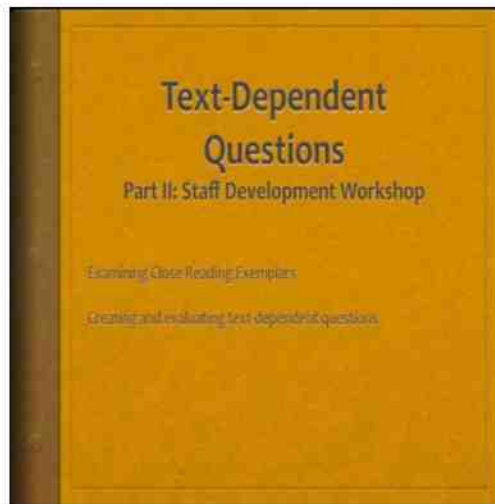 Text-Dependent
Questions
Part II: Staff Development Workshop
Examining Close Reading Exemplars
Creating and evaluating text-dependent questions